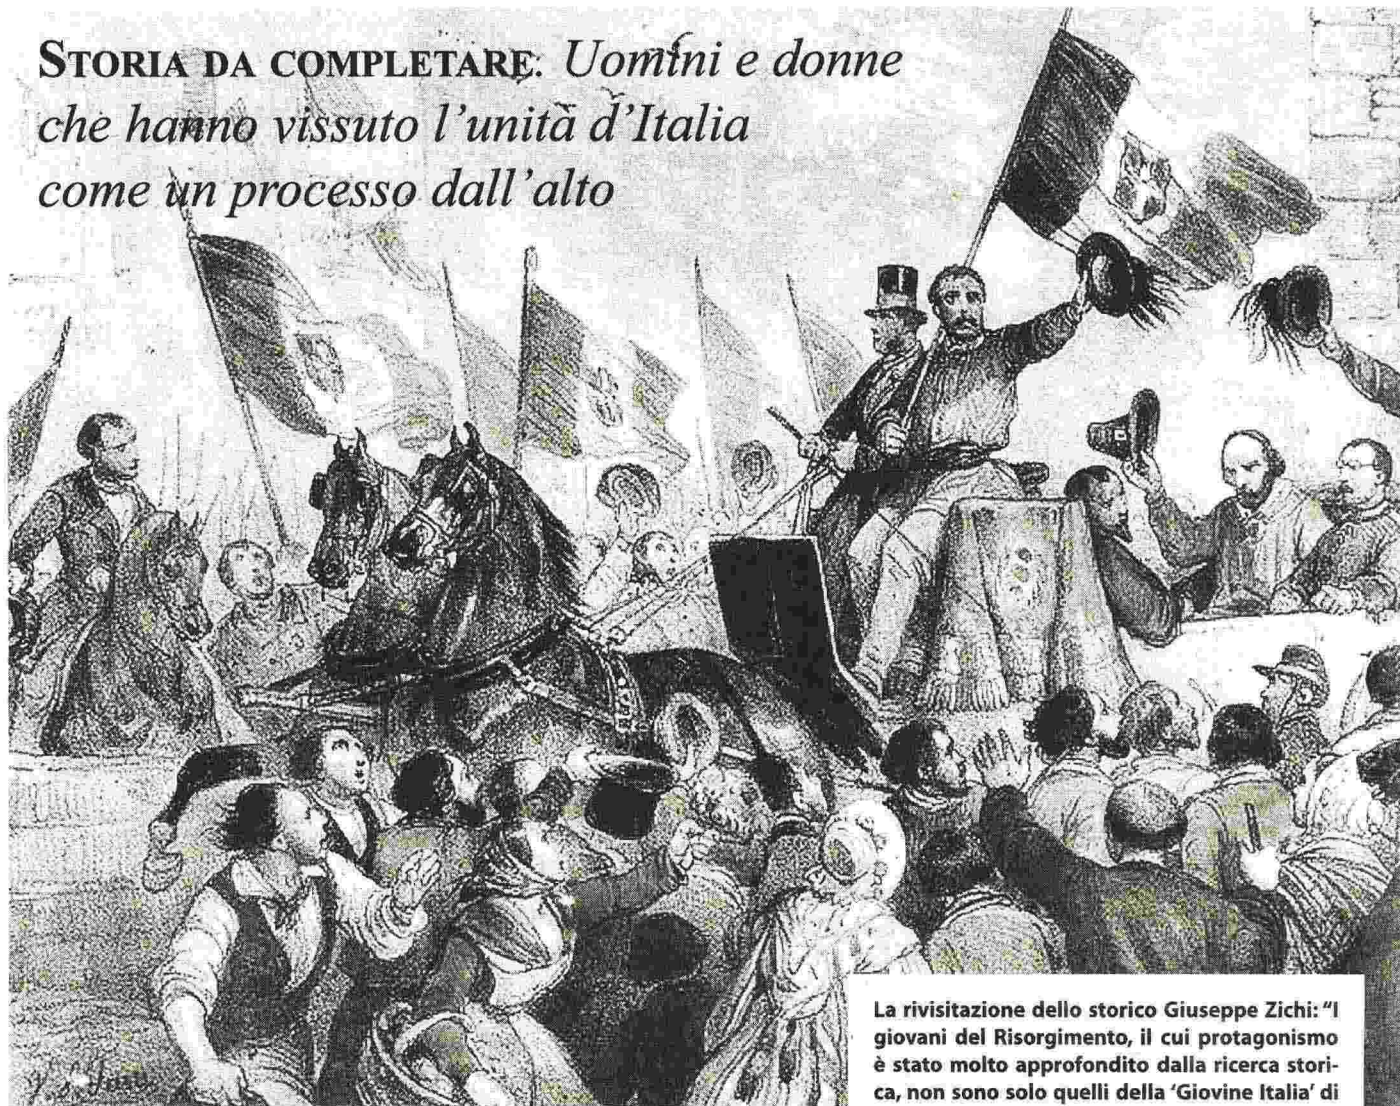 STORIA DA COMPLETARE: Uomini e donne
che hanno vissuto l'unità d'Italia
come un processo dall'alto
La rivisitazione dello storico Giuseppe Zichi: "I
giovani del Risorgimento, il cui protagonismo
è stato molto approfondito dalla ricerca stori-
ca, non sono solo quelli della 'Giovine Italia' di